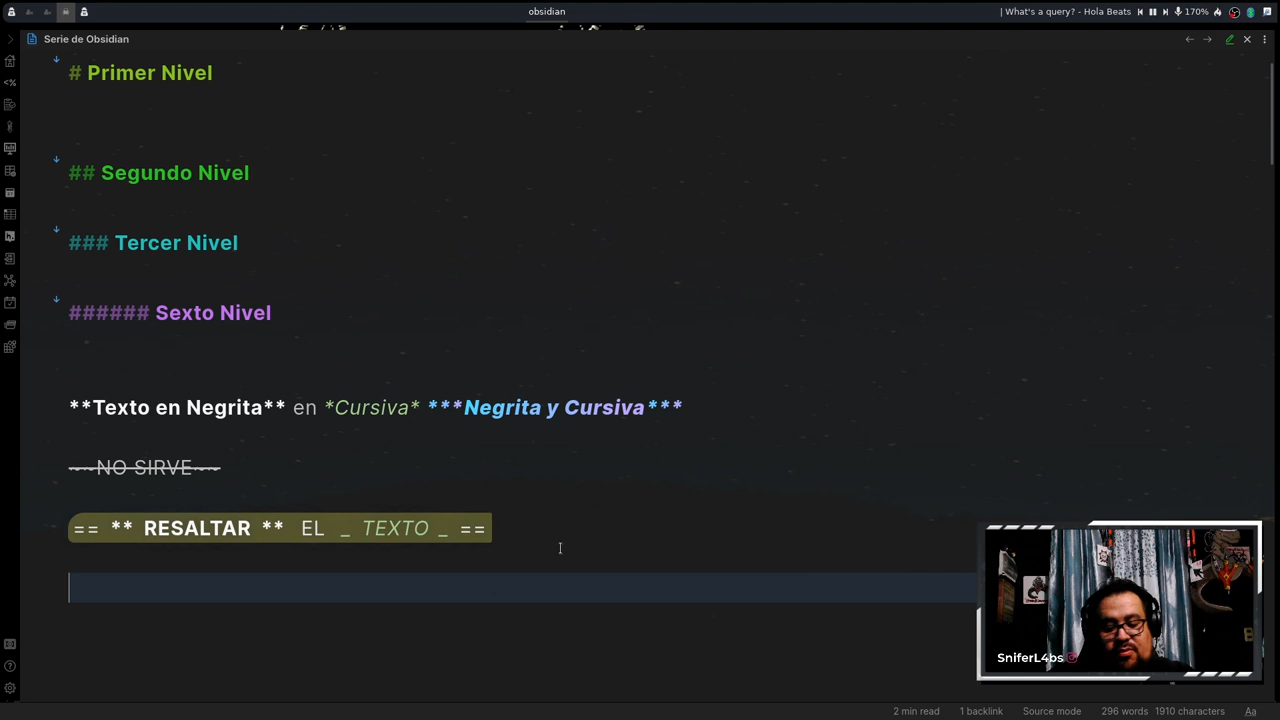 obsidian
| What's a query? - Hola Beats
170%
Serie de Obsidian
# Primer Nivel
## Segundo Nivel
### Tercer Nivel
###### Sexto Nivel
**Texto en Negrita** en *Cursiva* ***Negrita y Cursiva***
~~NO SIRVE~~
== ** RESALTAR ** EL _ TEXTO _ ==
SniferL4bs
2 min read 1 backlink Source mode 296 words 1910 characters Aa